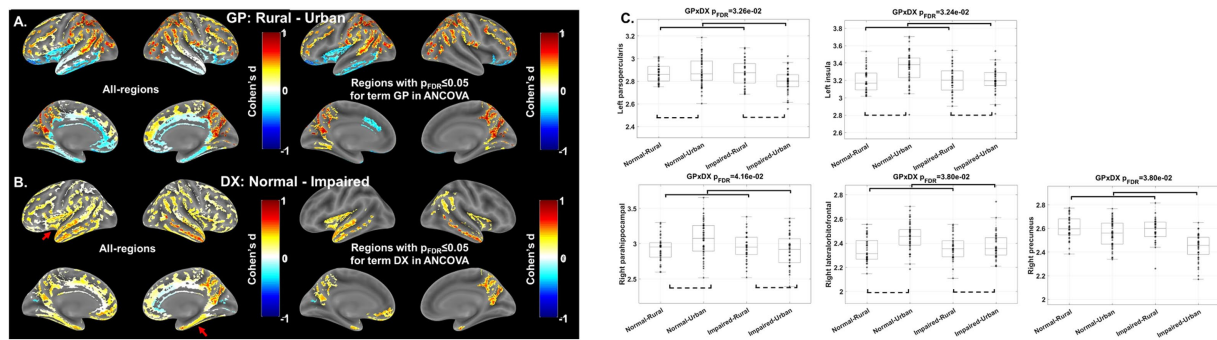 A.
GP: Rural - Urban
1
Cohen's d
-1
1
Cohen's d
-1
All-regions
Regions with pFDR≤0.05
for term GP in ANCOVA
B.
DX: Normal - Impaired
1
Cohen's d
-1
1
Cohen's d
-1
All-regions
Regions with pFDR≤0.05
for term DX in ANCOVA
C.
GPxDX pFDR=3.26e-02
Left parsopercularis
3.4
3.2
3
2.8
2.6
2.4
Normal-Rural
Normal-Urban
Impaired-Rural
Impaired-Urban
GPxDX pFDR=3.24e-02
Left insula
3.8
3.6
3.4
3.2
3
2.8
Normal-Rural
Normal-Urban
Impaired-Rural
Impaired-Urban
GPxDX pFDR=4.16e-02
Right parahippocampal
4
3.5
3
2.5
Normal-Rural
Normal-Urban
Impaired-Rural
Impaired-Urban
GPxDX pFDR=3.80e-02
Right lateralorbitofrontal
2.8
2.6
2.4
2.2
2
Normal-Rural
Normal-Urban
Impaired-Rural
Impaired-Urban
GPxDX pFDR=3.80e-02
Right precuneus
3
2.8
2.6
2.4
2.2
2
Normal-Rural
Normal-Urban
Impaired-Rural
Impaired-Urban